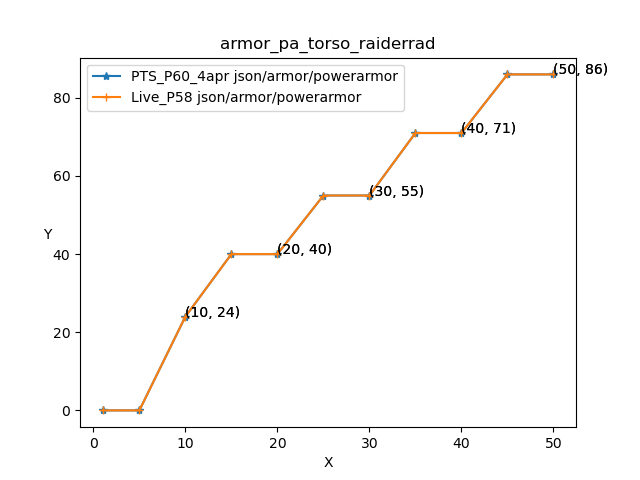 armor_pa_torso_raiderrad
PTS_P60_4apr json/armor/powerarmor
Live_P58 json/armor/powerarmor
(50, 86)
(40, 71)
(30, 55)
(20, 40)
(10, 24)
80
60
40
20
0
Y
0 10 20 30 40 50
X